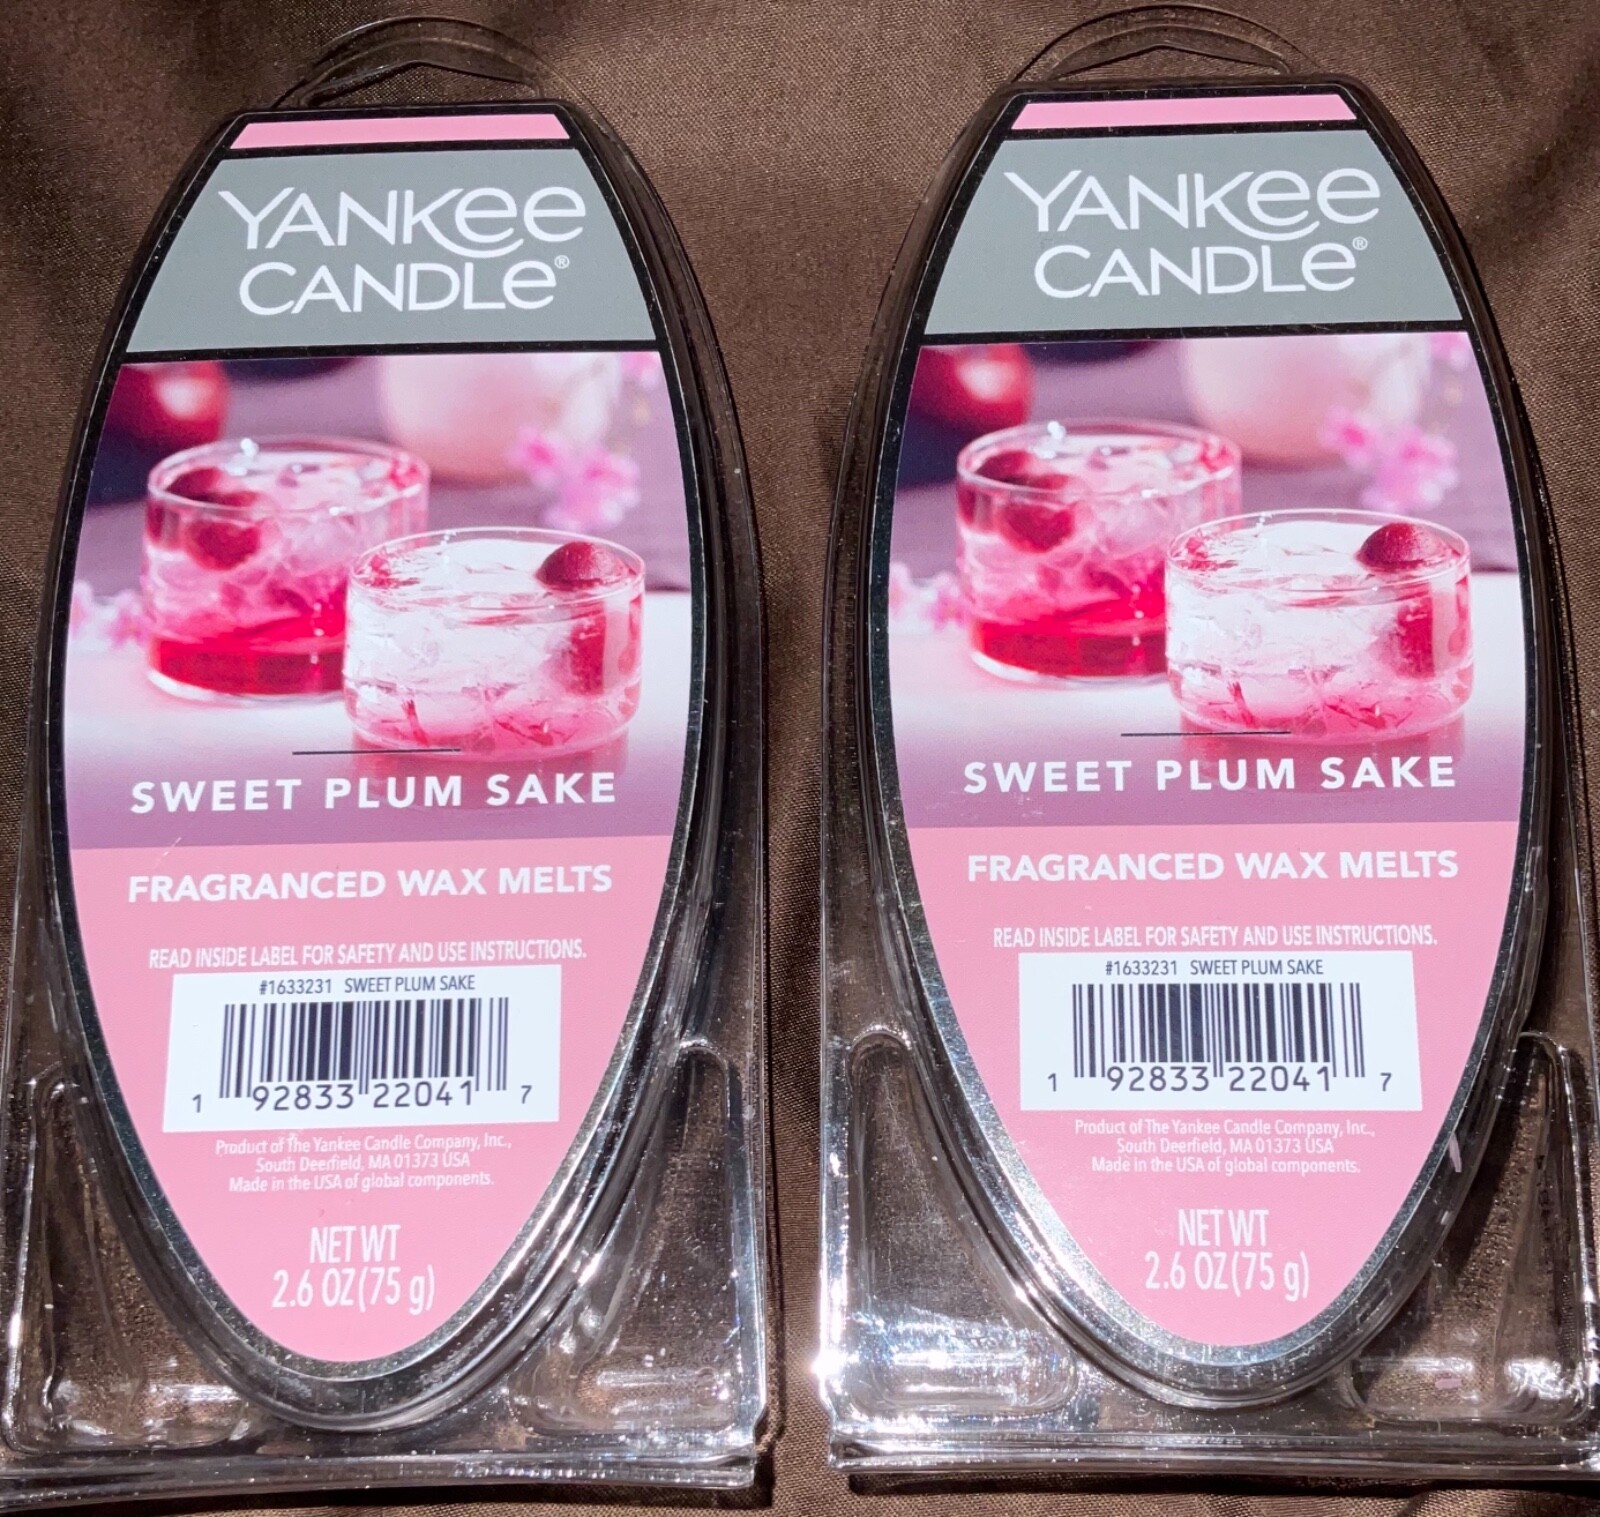 YANKEE
CANDLE®
SWEET PLUM SAKE
FRAGRANCED WAX MELTS
READ INSIDE LABEL FOR SAFETY AND USE INSTRUCTIONS.
#1633231 SWEET PLUM SAKE
1 92833 22041 7
Product of The Yankee Candle Company, Inc.,
South Deerfield, MA 01373 USA
Made in the USA of global components.
NET WT
2.6 OZ (75 g)
YANKEE
CANDLE®
SWEET PLUM SAKE
FRAGRANCED WAX MELTS
READ INSIDE LABEL FOR SAFETY AND USE INSTRUCTIONS.
#1633231 SWEET PLUM SAKE
1 92833 22041 7
Product of The Yankee Candle Company, Inc.,
South Deerfield, MA 01373 USA
Made in the USA of global components.
NET WT
2.6 OZ (75 g)